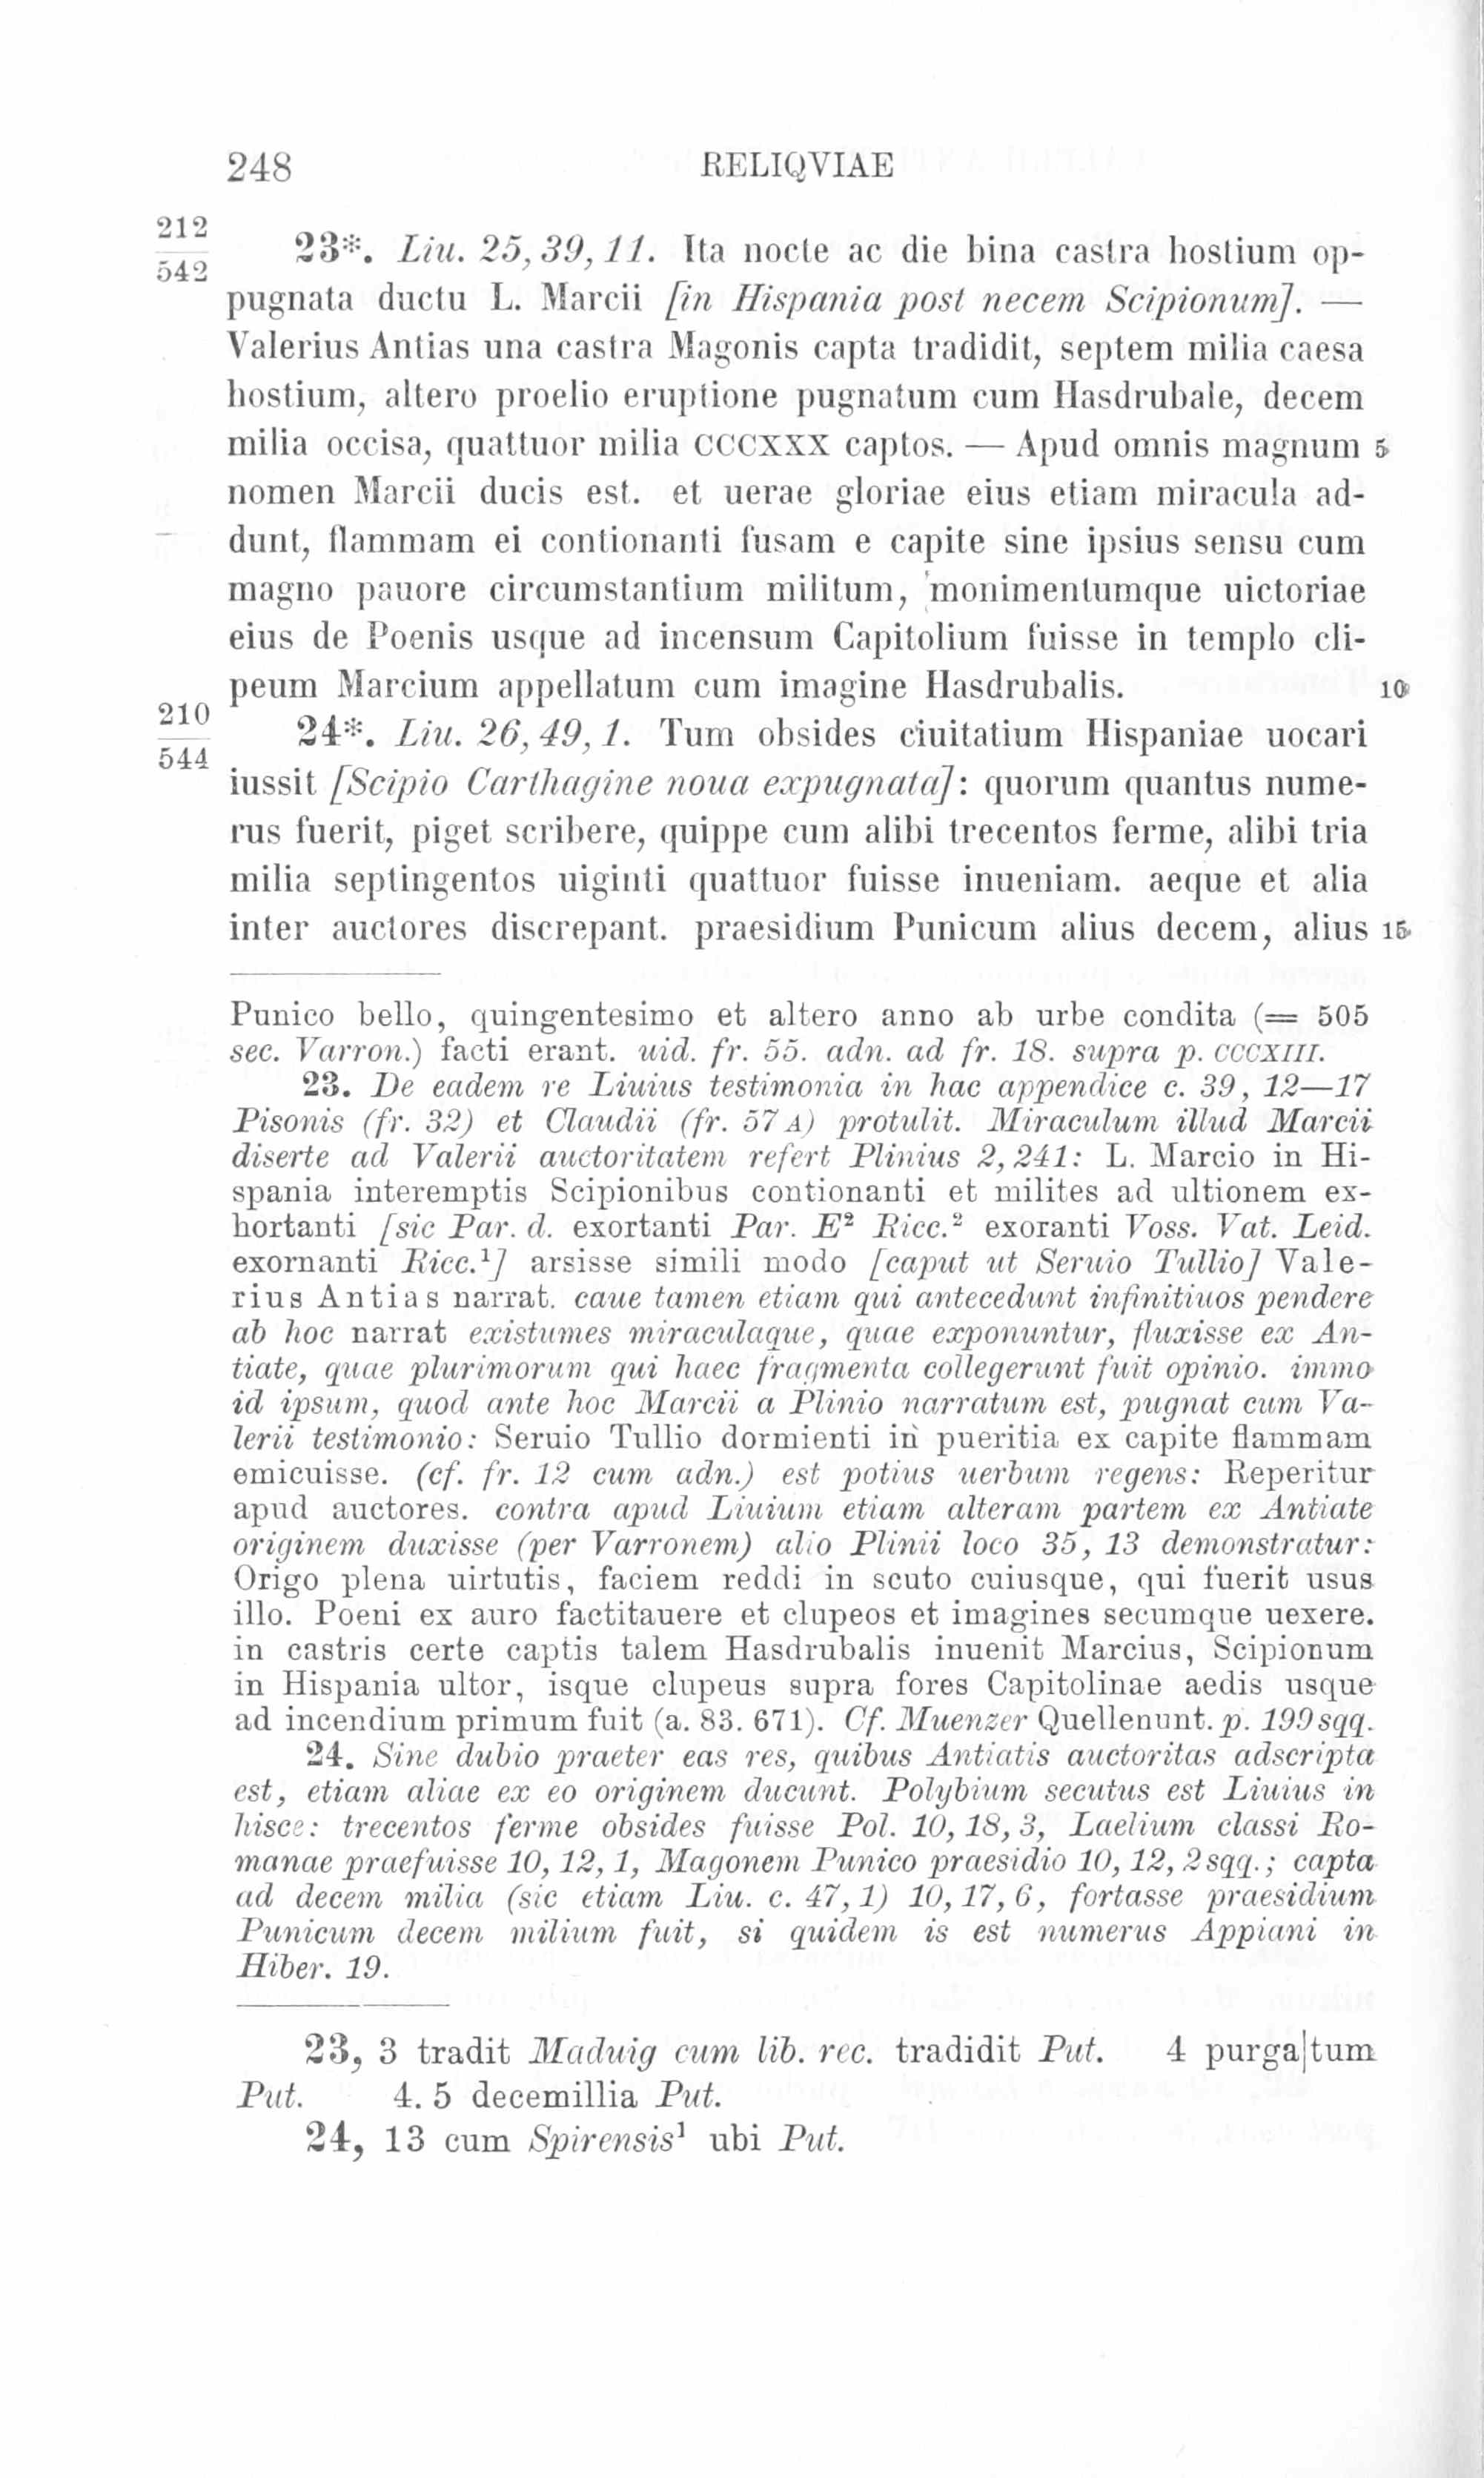 248 RELIQVIAE
212
542
23*. Liu. 25, 39, 11. Ita nocte ac die bina castra hostium op-
pugnata ductu L. Marcii [in Hispania post necem Scipionum]. —
Valerius Antias una castra Magonis capta tradidit, septem milia caesa
hostium, altero proelio eruptione pugnatum cum Hasdrubale, decem
milia occisa, quattuor milia CCCXXX captos. — Apud omnis magnum 5
nomen Marcii ducis est. et uerae gloriae eius etiam miracula ad-
dunt, flammam ei contionanti fusam e capite sine ipsius sensu cum
magno pauore circumstantium militum, monimentumque uictoriae
eius de Poenis usque ad incensum Capitolium fuisse in templo cli-
peum Marcium appellatum cum imagine Hasdrubalis. 10
210
544
24*. Liu. 26, 49, 1. Tum obsides ciuitatium Hispaniae uocari
iussit [Scipio Carthagine noua expugnata]: quorum quantus nume-
rus fuerit, piget scribere, quippe cum alibi trecentos ferme, alibi tria
milia septingentos uiginti quattuor fuisse inueniam. aeque et alia
inter auctores discrepant. praesidium Punicum alius decem, alius 15
Punico bello, quingentesimo et altero anno ab urbe condita (= 505
sec. Varron.) facti erant. uid. fr. 55. adn. ad fr. 18. supra p. CCCXIII.
23. De eadem re Liuius testimonia in hac appendice c. 39, 12—17
Pisonis (fr. 32) et Claudii (fr. 57 A) protulit. Miraculum illud Marcii
diserte ad Valerii auctoritatem refert Plinius 2, 241: L. Marcio in Hi-
spania interemptis Scipionibus contionanti et milites ad ultionem ex-
hortanti [sic Par. d. exortanti Par. E² Ricc.² exoranti Voss. Vat. Leid.
exornanti Ricc.¹] arsisse simili modo [caput ut Seruio Tullio] Vale-
rius Antias narrat. caue tamen etiam qui antecedunt infinitiuos pendere
ab hoc narrat existumes miraculaque, quae exponuntur, fluxisse ex An-
tiate, quae plurimorum qui haec fragmenta collegerunt fuit opinio. immo
id ipsum, quod ante hoc Marcii a Plinio narratum est, pugnat cum Va-
lerii testimonio: Seruio Tullio dormienti in pueritia ex capite flammam
emicuisse. (cf. fr. 12 cum adn.) est potius uerbum regens: Reperitur
apud auctores. contra apud Liuium etiam alteram partem ex Antiate
originem duxisse (per Varronem) alio Plinii loco 35, 13 demonstratur:
Origo plena uirtutis, faciem reddi in scuto cuiusque, qui fuerit usus
illo. Poeni ex auro factitauere et clupeos et imagines secumque uexere.
in castris certe captis talem Hasdrubalis inuenit Marcius, Scipionum
in Hispania ultor, isque clupeus supra fores Capitolinae aedis usque
ad incendium primum fuit (a. 83. 671). Cf. Muenzer Quellenunt. p. 199 sqq.
24. Sine dubio praeter eas res, quibus Antiatis auctoritas adscripta
est, etiam aliae ex eo originem ducunt. Polybium secutus est Liuius in
hisce: trecentos ferme obsides fuisse Pol. 10, 18, 3, Laelium classi Ro-
manae praefuisse 10, 12, 1, Magonem Punico praesidio 10, 12, 2 sqq.; capta
ad decem milia (sic etiam Liu. c. 47, 1) 10, 17, 6, fortasse praesidium
Punicum decem milium fuit, si quidem is est numerus Appiani in
Hiber. 19.
23, 3 tradit Maduig cum lib. rec. tradidit Put. 4 purga|tum
Put. 4. 5 decemillia Put.
24, 13 cum Spirensis¹ ubi Put.